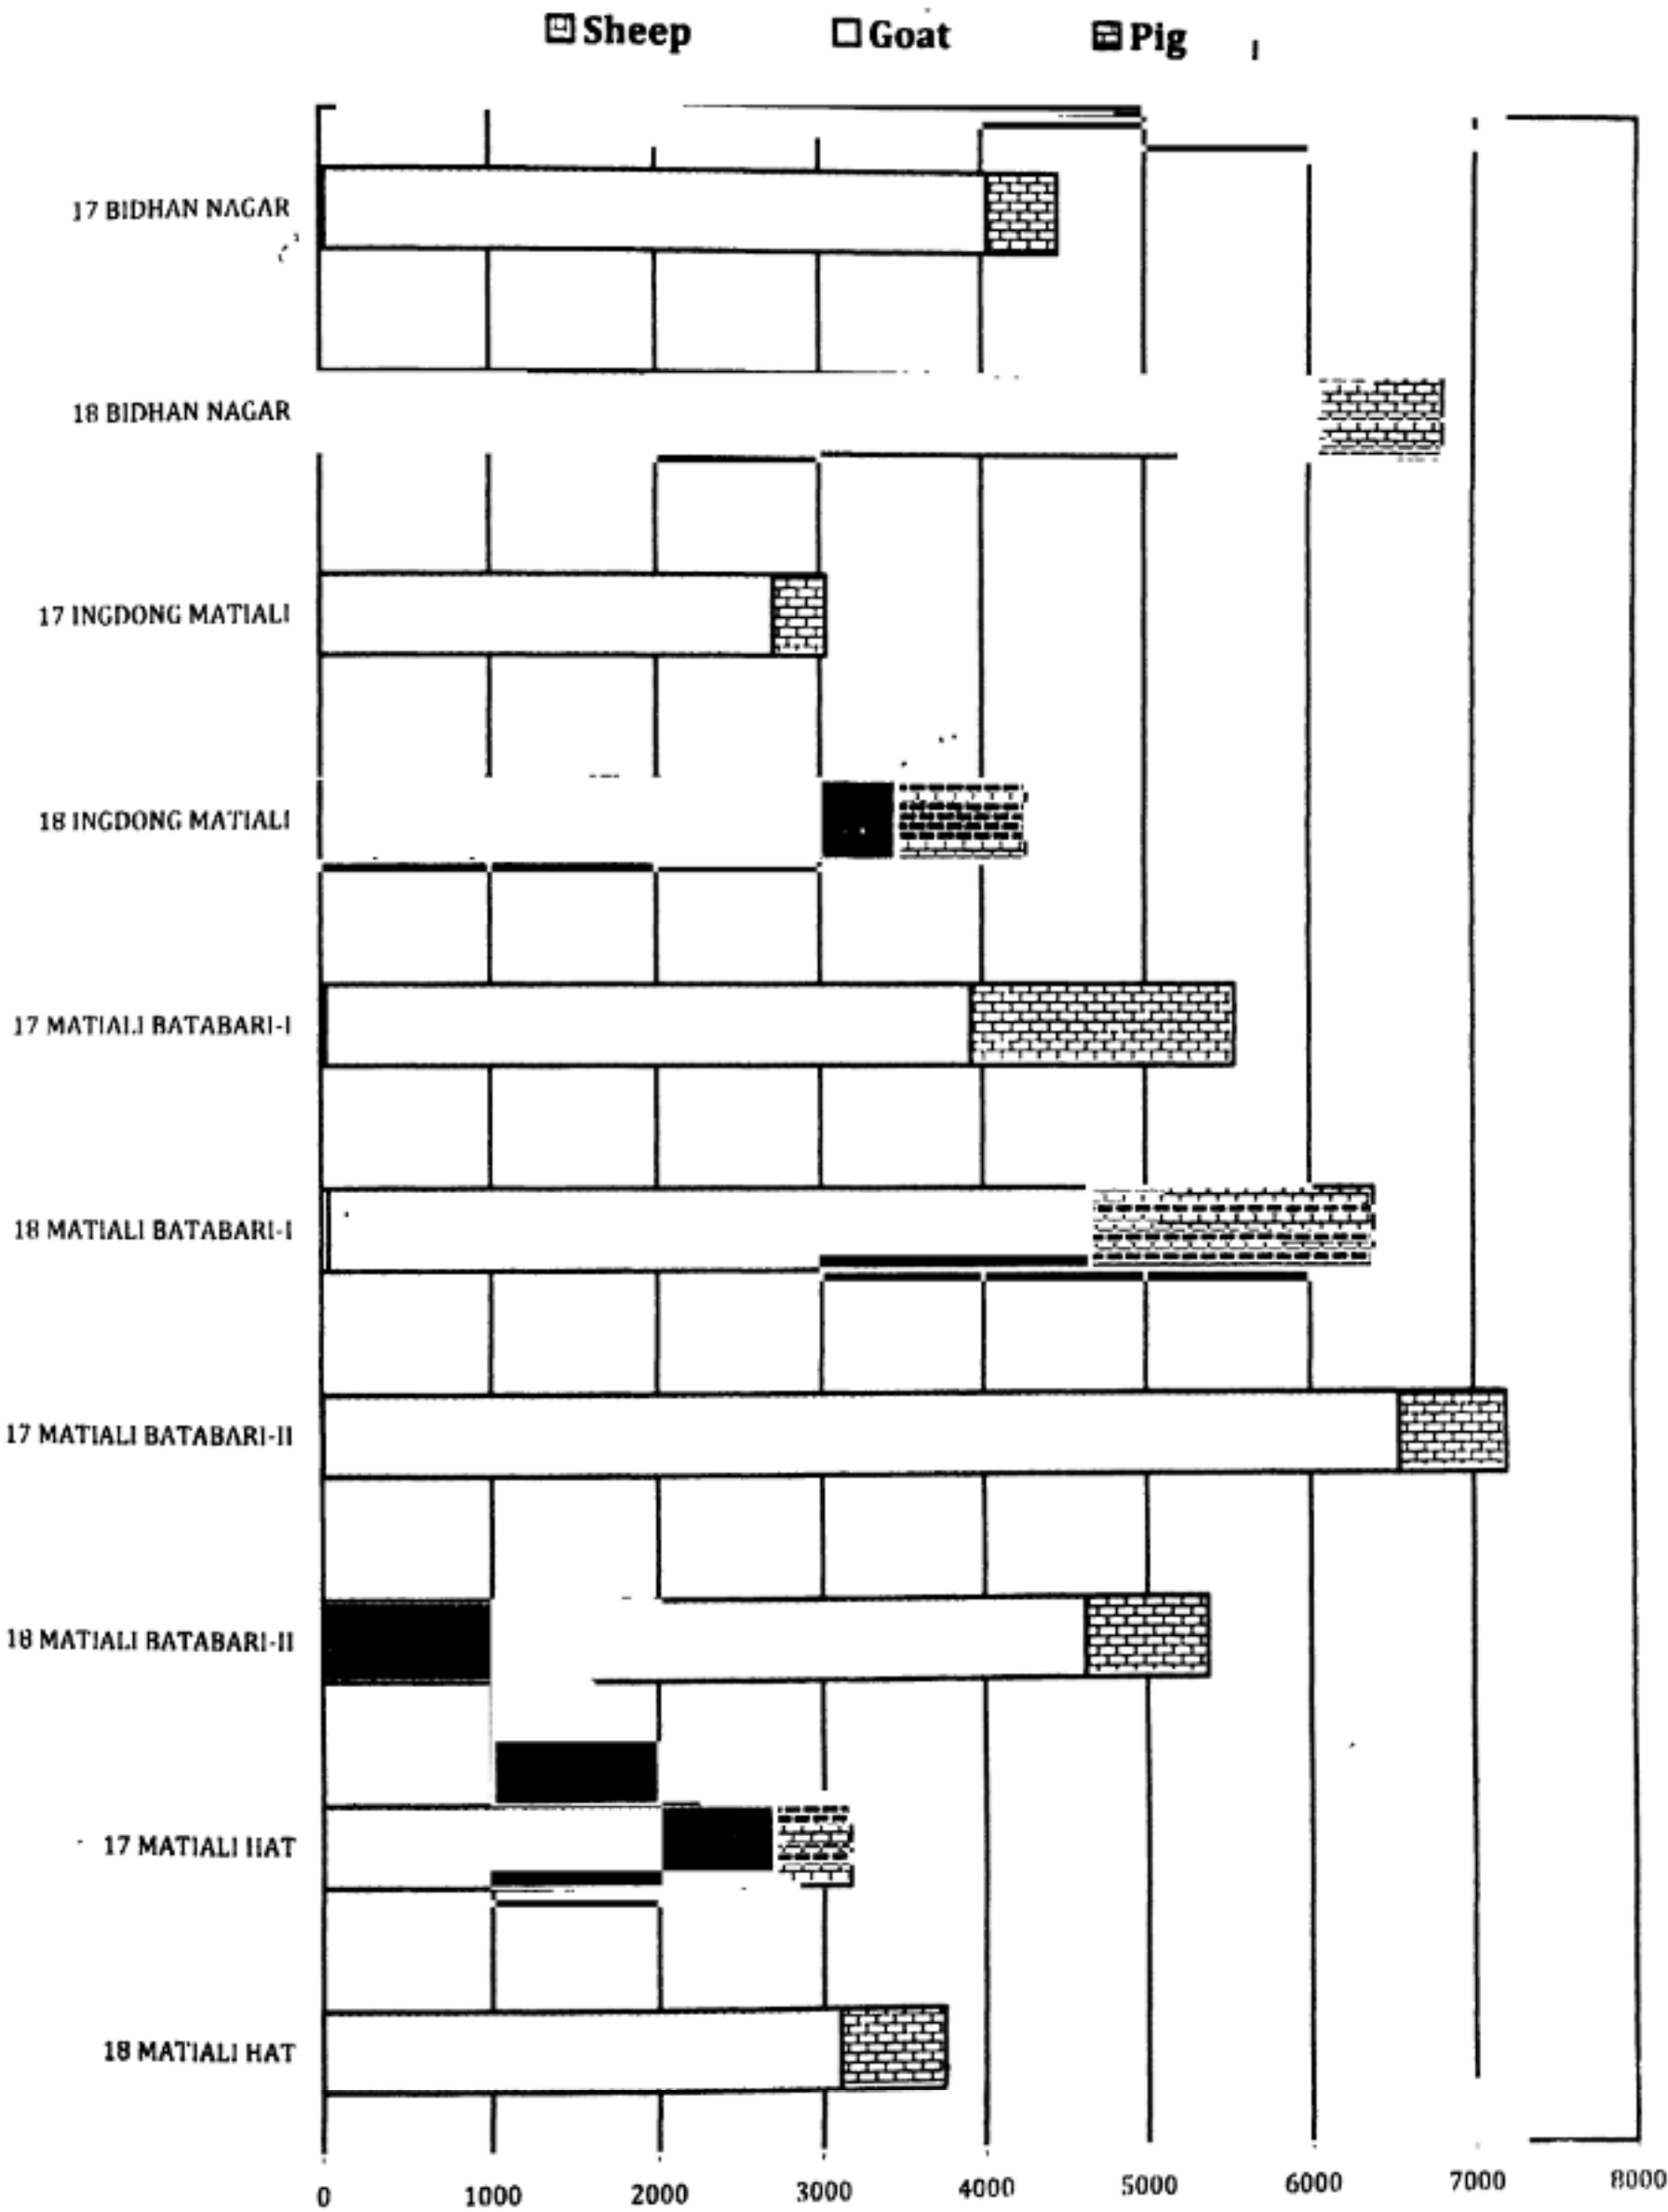 Sheep Goat Pig
17 BIDHAN NAGAR
18 BIDHAN NAGAR
17 INGDONG MATIALI
18 INGDONG MATIALI
17 MATIALI BATABARI-I
18 MATIALI BATABARI-I
17 MATIALI BATABARI-II
18 MATIALI BATABARI-II
17 MATIALI HAT
18 MATIALI HAT
0 1000 2000 3000 4000 5000 6000 7000 8000